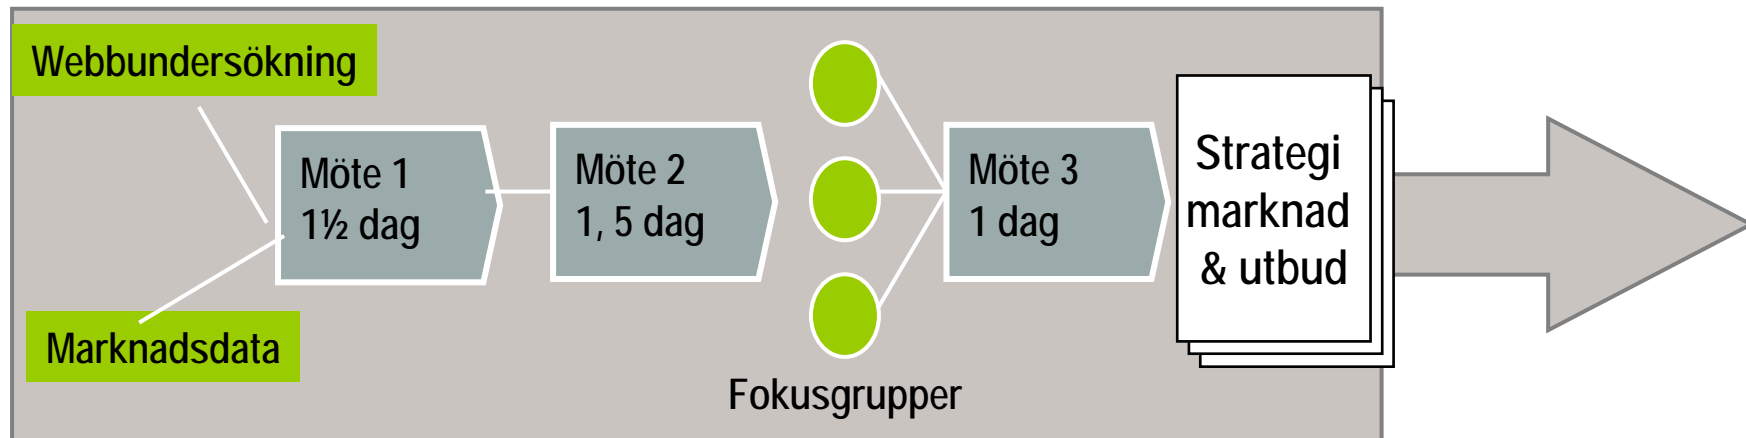 Webbundersökning
Marknadsdata
Möte 1
1½ dag
Möte 2
1, 5 dag
Fokusgrupper
Möte 3
1 dag
Strategi
marknad
& utbud